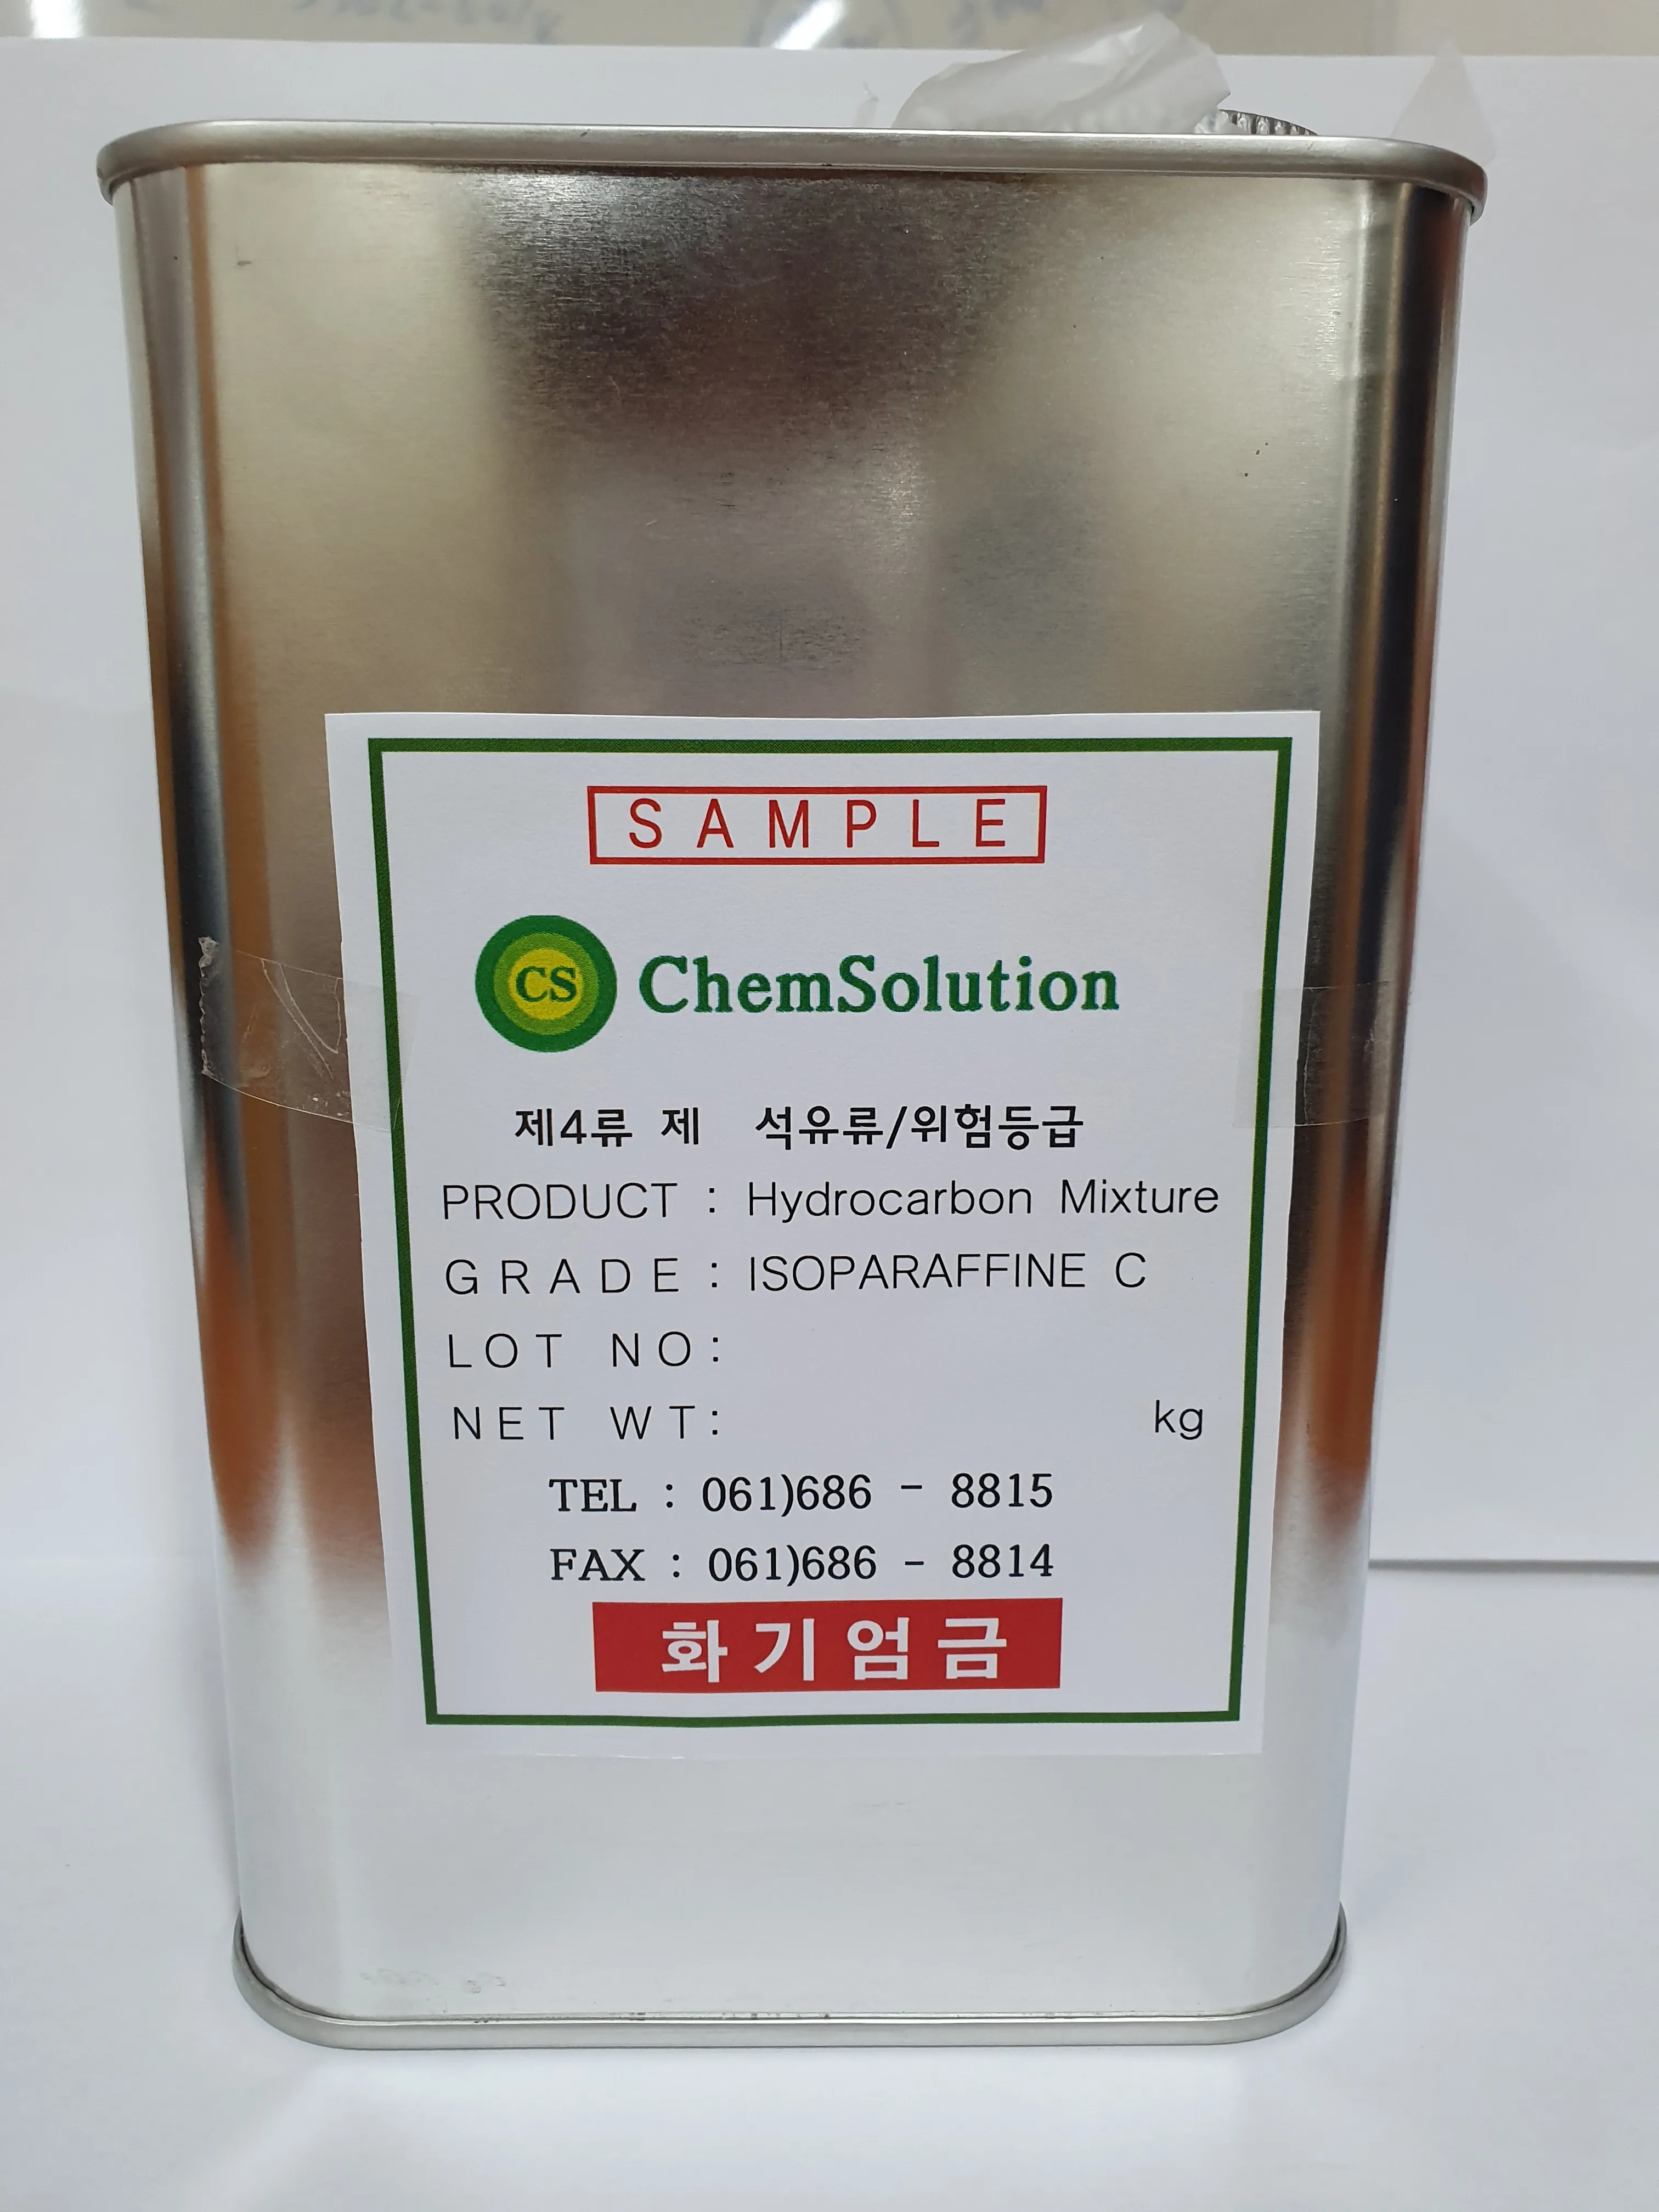 SAMPLE
CS ChemSolution
제4류 제 석유류/위험등급
PRODUCT : Hydrocarbon Mixture
GRADE : ISOPARAFFINE C
LOT NO:
NET WT: kg
TEL : 061)686 - 8815
FAX : 061)686 - 8814
화기엄금